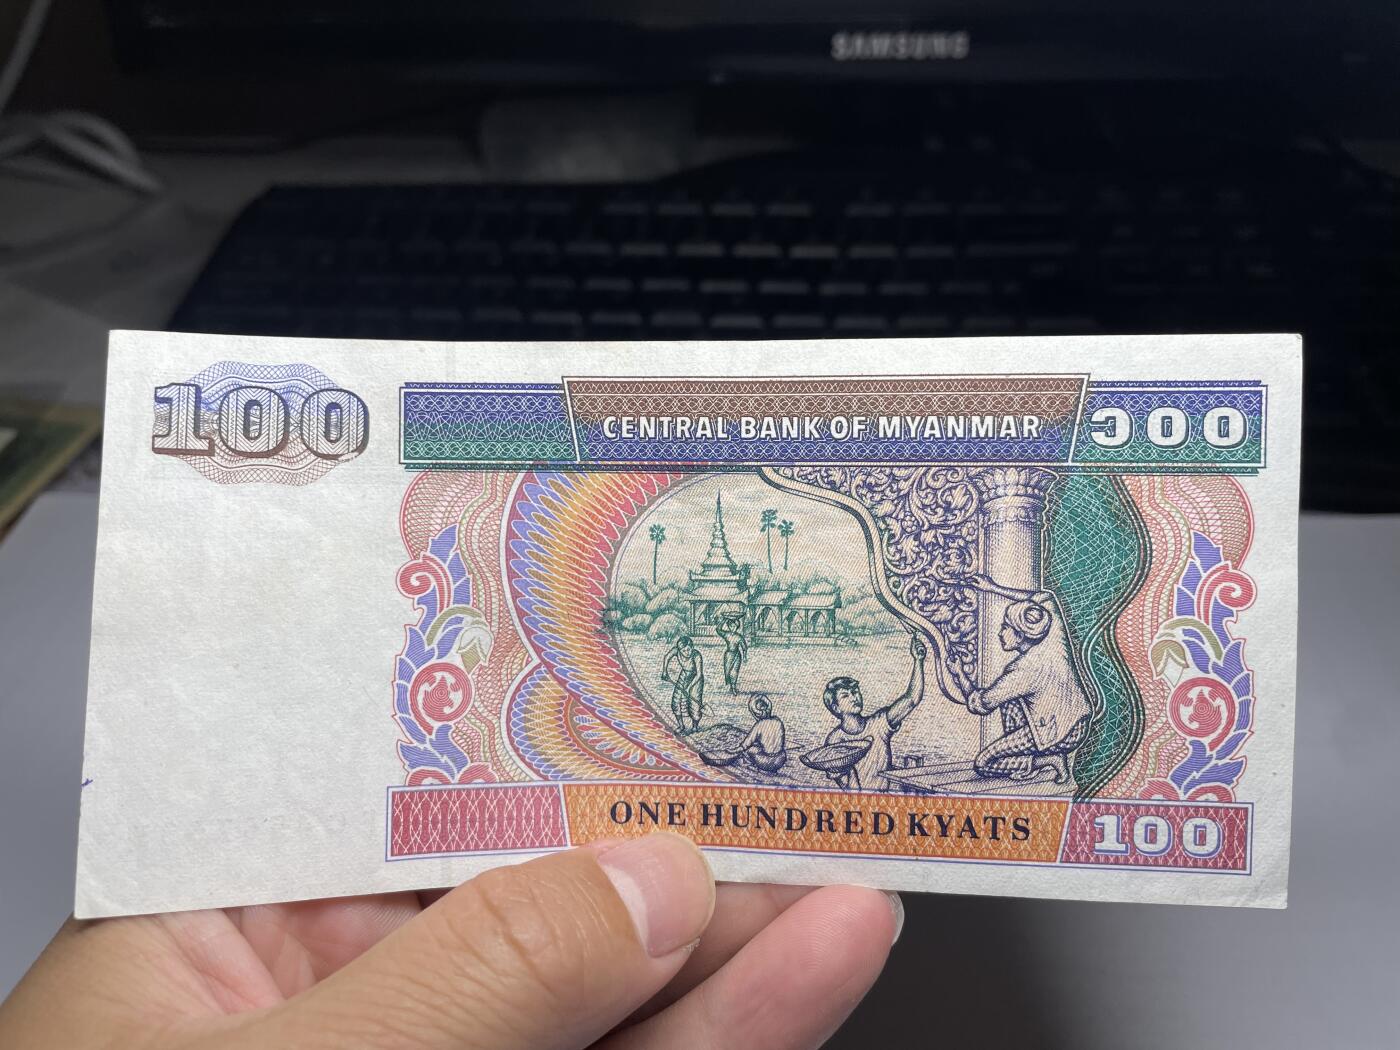 SAMSUNG
100
CENTRAL BANK OF MYANMAR
၁၀၀
ONE HUNDRED KYATS
100